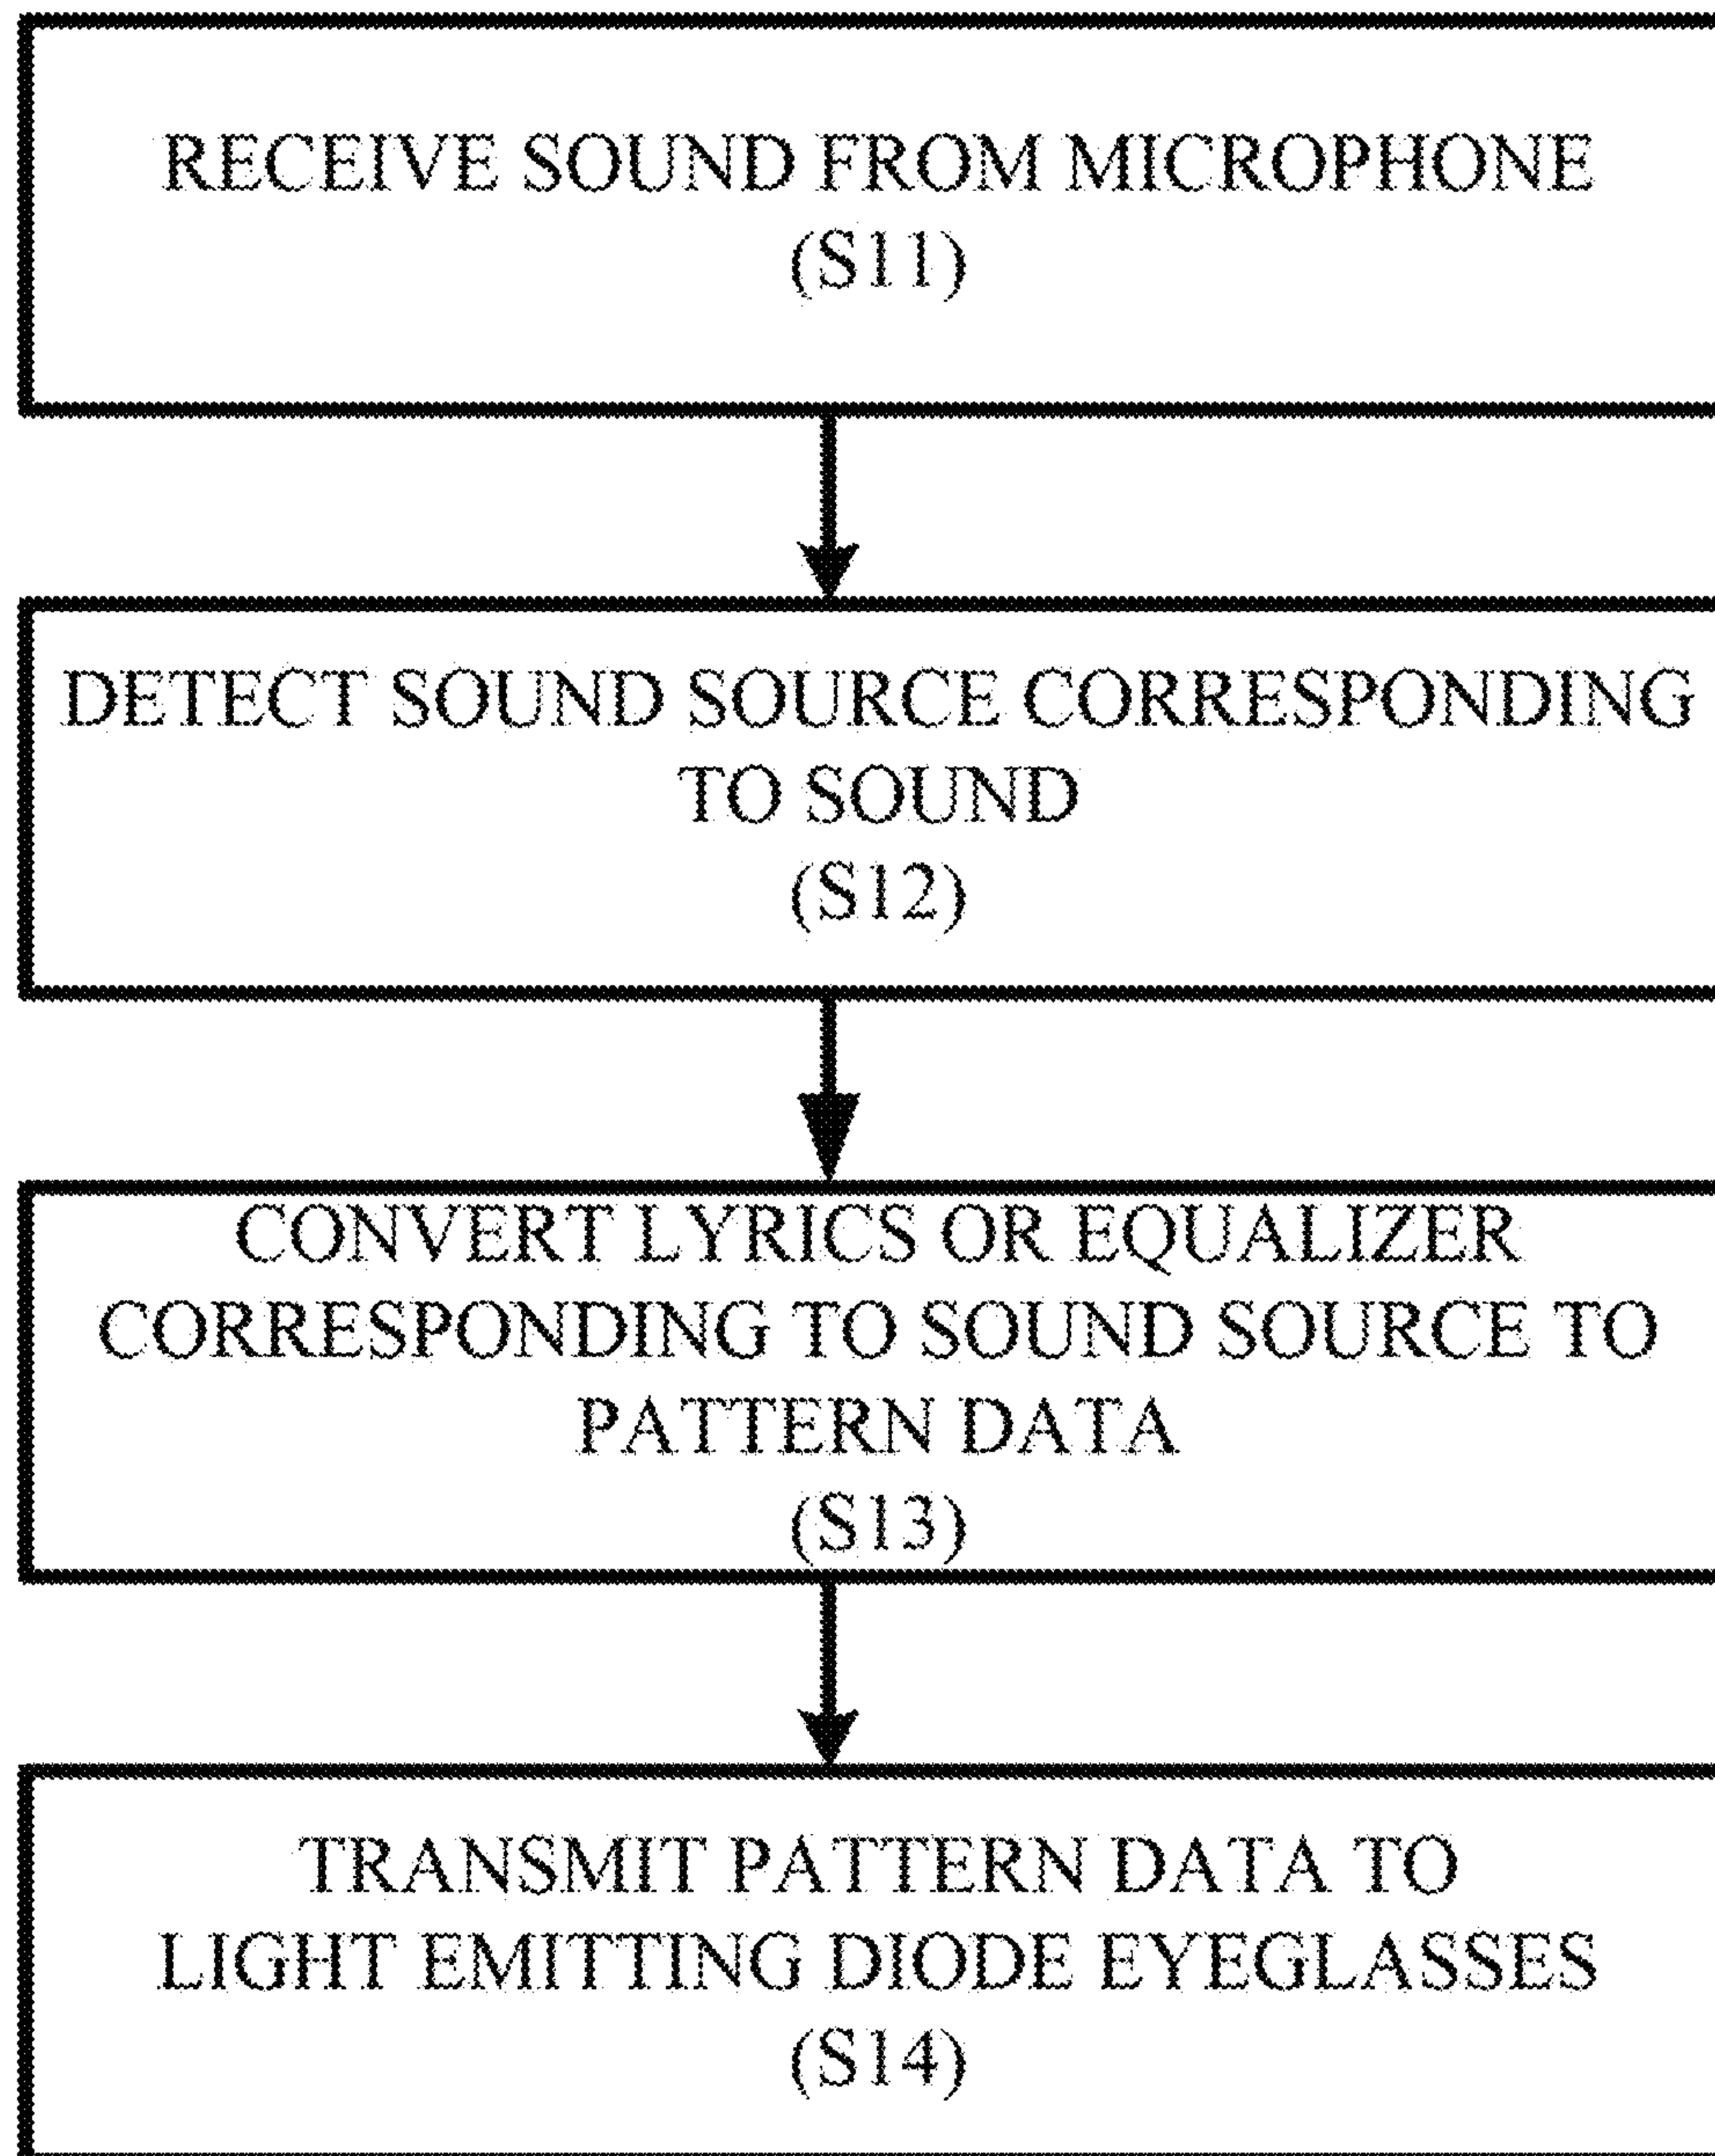 RECEIVE SOUND FROM MICROPHONE
(S11)
DETECT SOUND SOURCE CORRESPONDING
TO SOUND
(S12)
CONVERT LYRICS OR EQUALIZER
CORRESPONDING TO SOUND SOURCE TO
PATTERN DATA
(S13)
TRANSMIT PATTERN DATA TO
LIGHT EMITTING DIODE EYEGLASSES
(S14)